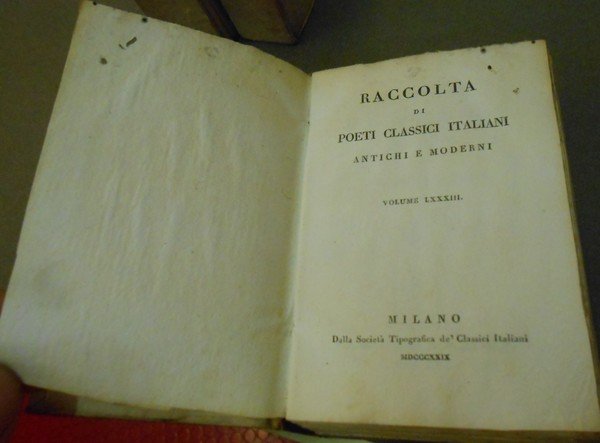 RACCOLTA
DI
POETI CLASSICI ITALIANI
ANTICHI E MODERNI
VOLUME LXXXIII.
MILANO
Dalla Società Tipografica de' Classici Italiani
MDCCCXXIX